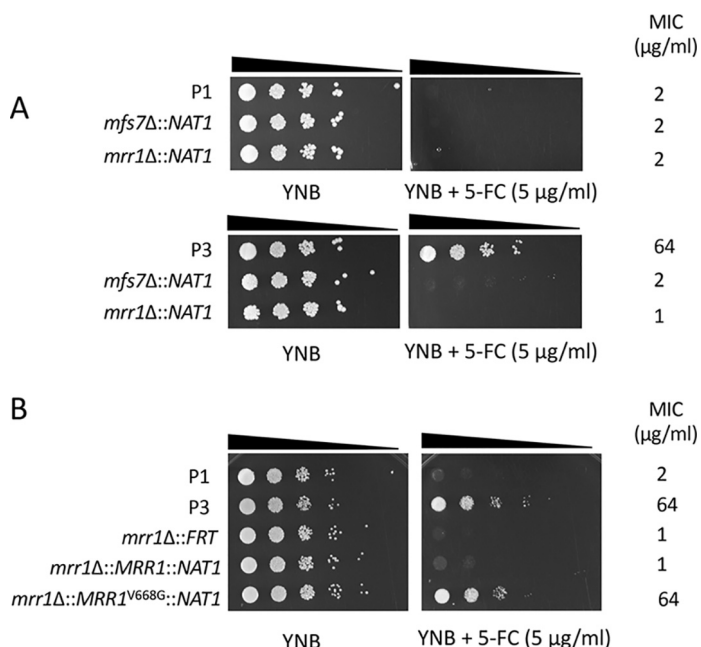 MIC
(µg/ml)
A
P1 2
mfs7Δ::NAT1 2
mrr1Δ::NAT1 2
YNB YNB + 5-FC (5 µg/ml)
P3 64
mfs7Δ::NAT1 2
mrr1Δ::NAT1 1
YNB YNB + 5-FC (5 µg/ml)
B
MIC
(µg/ml)
P1 2
P3 64
mrr1Δ::FRT 1
mrr1Δ::MRR1::NAT1 1
mrr1Δ::MRR1V668G::NAT1 64
YNB YNB + 5-FC (5 µg/ml)